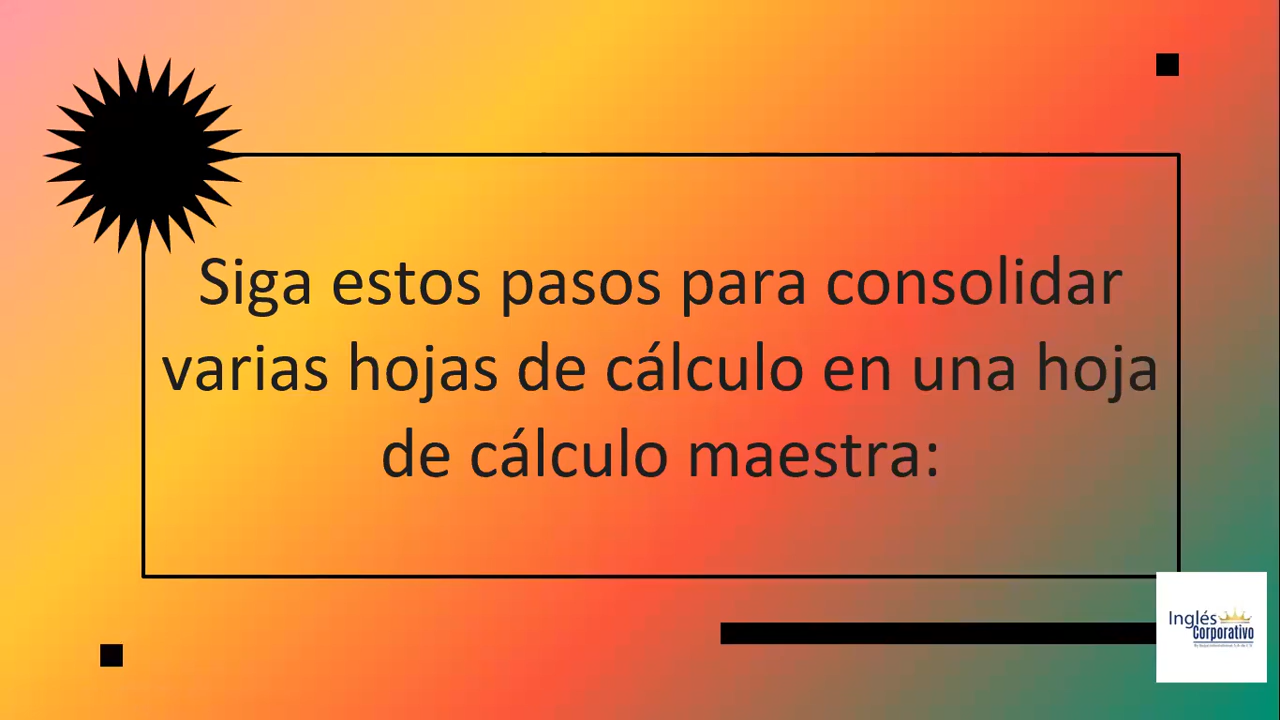 Siga estos pasos para consolidar
varias hojas de cálculo en una hoja
de cálculo maestra:
Inglés
Corporativo